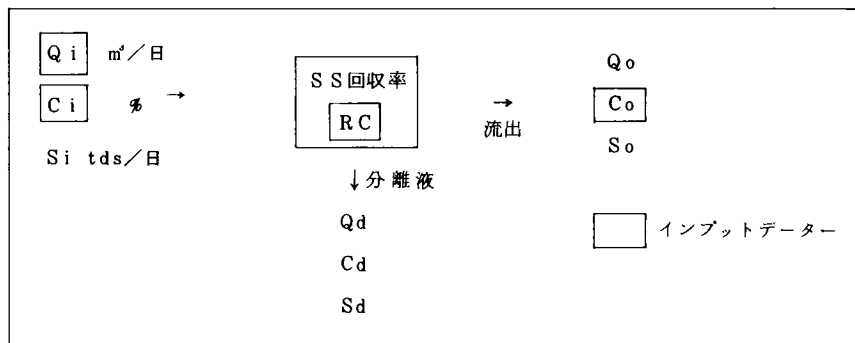 Qi m³／日
Ci % →
Si tds／日
SS回収率
RC
→
流出
Qo
Co
So
↓分離液
Qd
Cd
Sd
インプットデーター